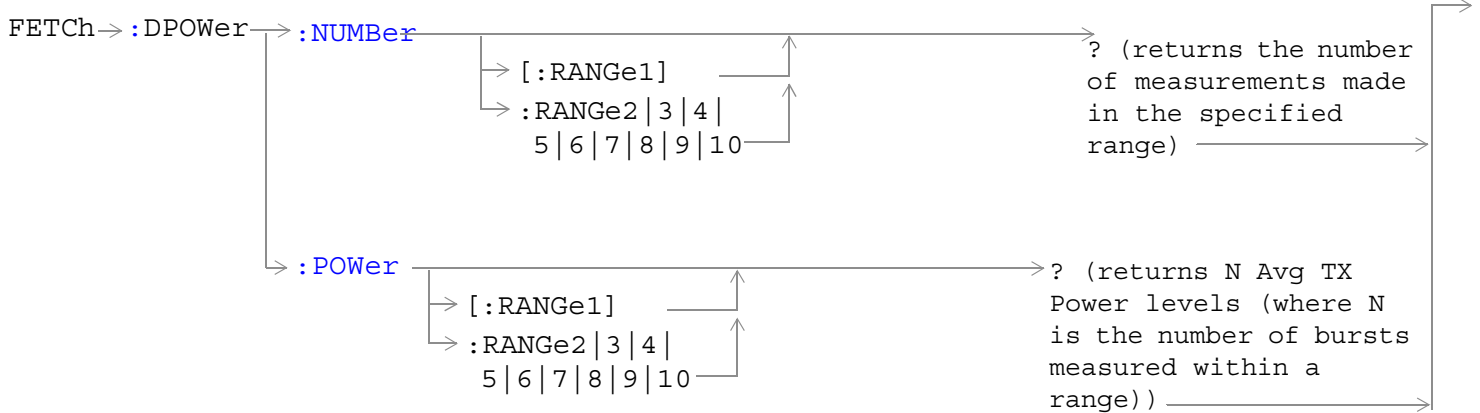 FETCh :DPOWer :NUMBer
[:RANGe1]
:RANGe2|3|4|
5|6|7|8|9|10
? (returns the number
of measurements made
in the specified
range)
:POWer
[:RANGe1]
:RANGe2|3|4|
5|6|7|8|9|10
? (returns N Avg TX
Power levels (where N
is the number of bursts
measured within a
range))